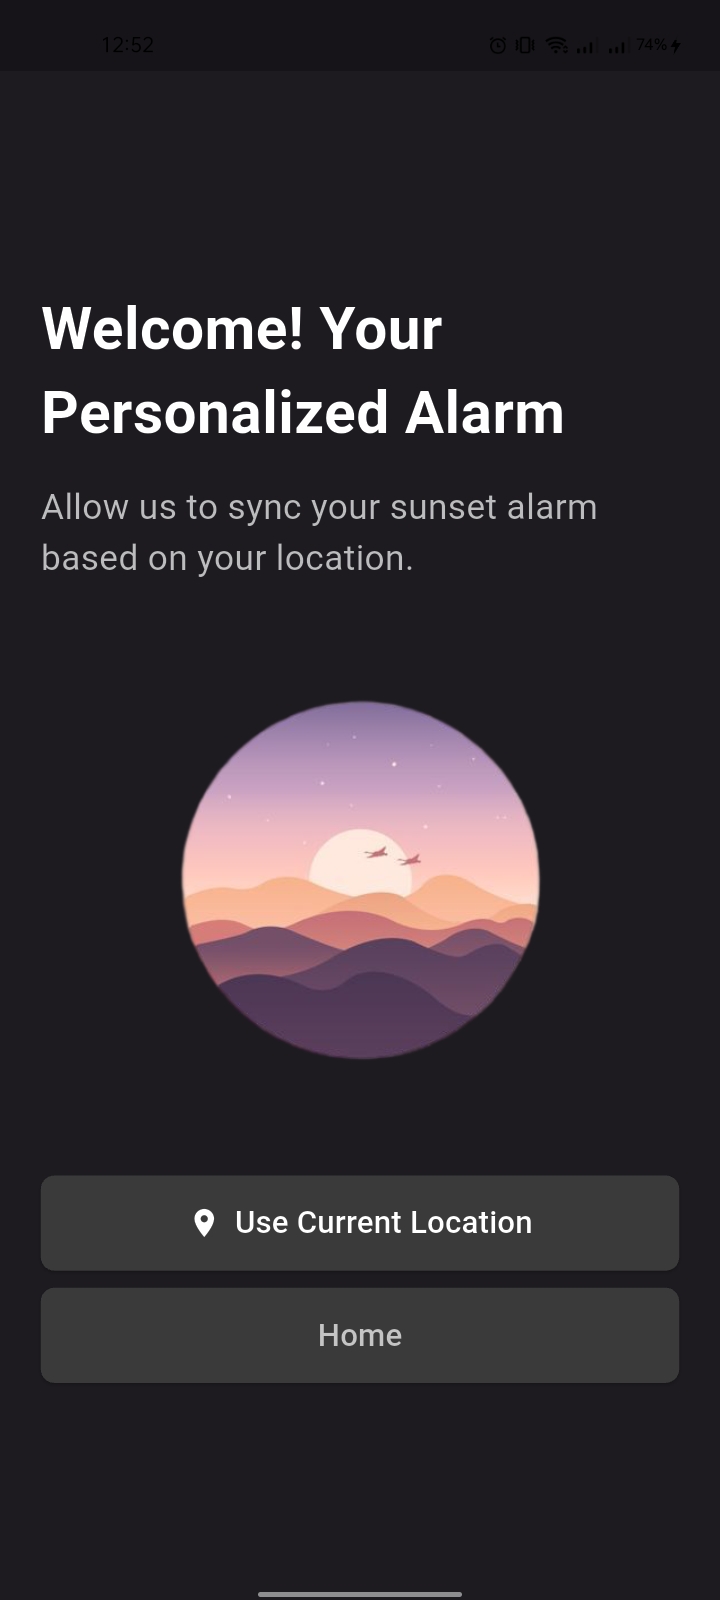 12:52
74%
Welcome! Your
Personalized Alarm
Allow us to sync your sunset alarm
based on your location.
Use Current Location
Home